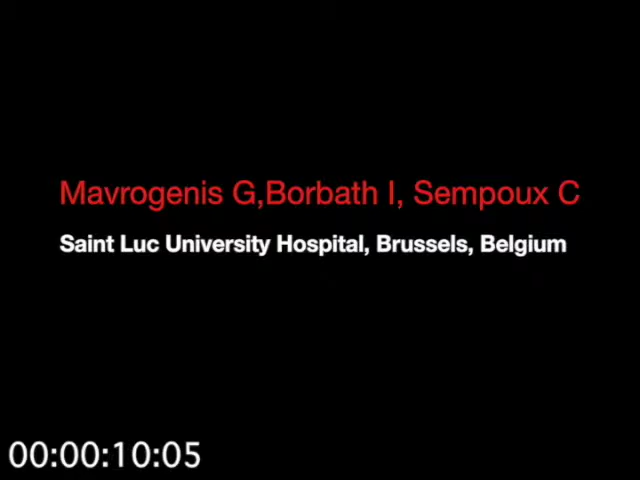 Mavrogenis G,Borbath I, Sempoux C
Saint Luc University Hospital, Brussels, Belgium
00:00:10:05